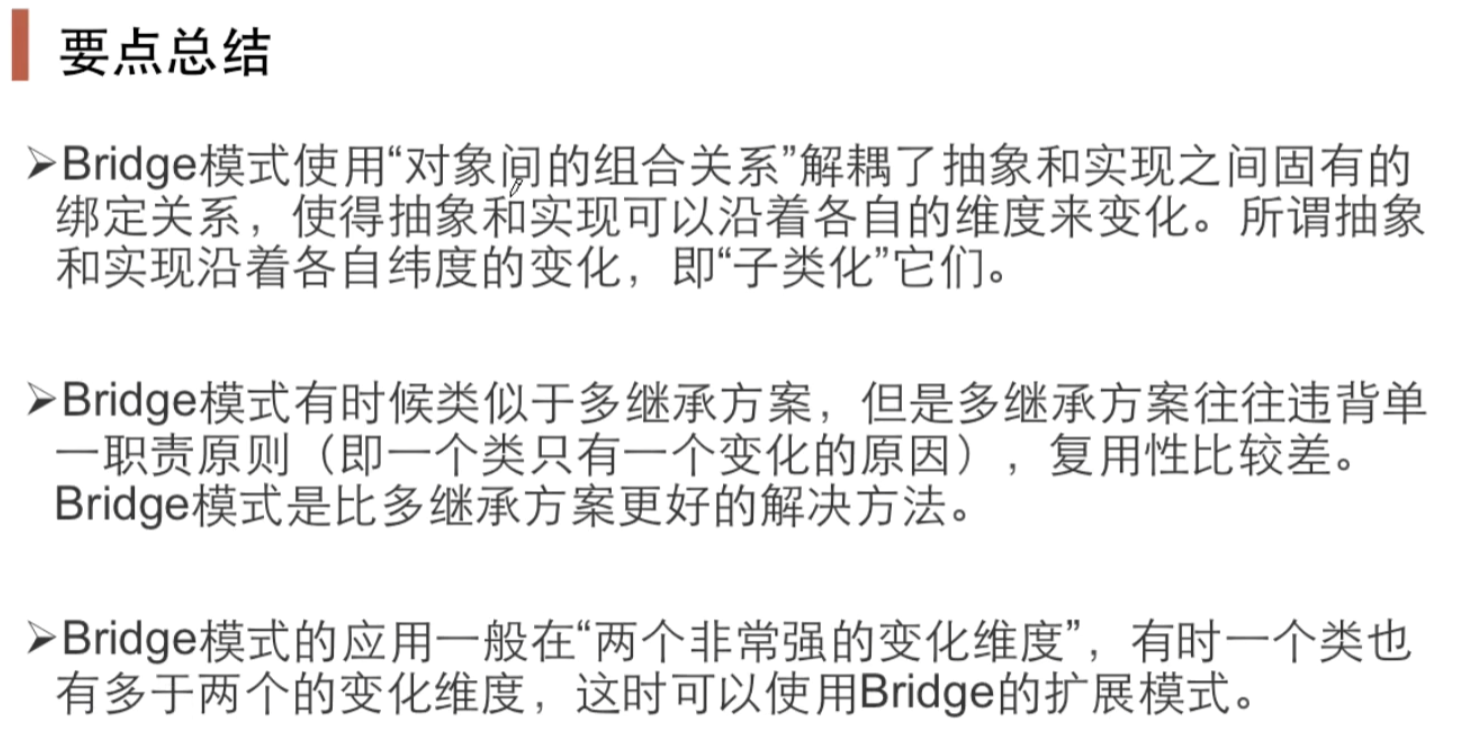 要点总结
➢Bridge模式使用“对象间的组合关系”解耦了抽象和实现之间固有的
绑定关系，使得抽象和实现可以沿着各自的维度来变化。所谓抽象
和实现沿着各自纬度的变化，即“子类化”它们。
➢Bridge模式有时候类似于多继承方案，但是多继承方案往往违背单
一职责原则（即一个类只有一个变化的原因），复用性比较差。
Bridge模式是比多继承方案更好的解决方法。
➢Bridge模式的应用一般在“两个非常强的变化维度”，有时一个类也
有多于两个的变化维度，这时可以使用Bridge的扩展模式。